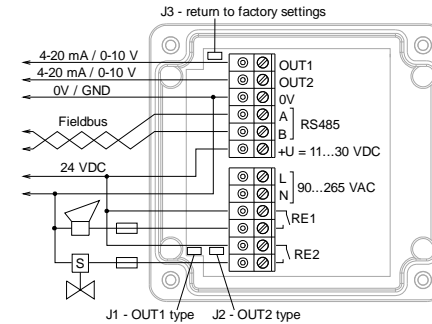 J3 - return to factory settings
4-20 mA / 0-10 V
OUT1
4-20 mA / 0-10 V
OUT2
0V / GND
0V
Fieldbus
A
RS485
B
+U = 11...30 VDC
24 VDC
L
90...265 VAC
N
RE1
RE2
S
J1 - OUT1 type
J2 - OUT2 type